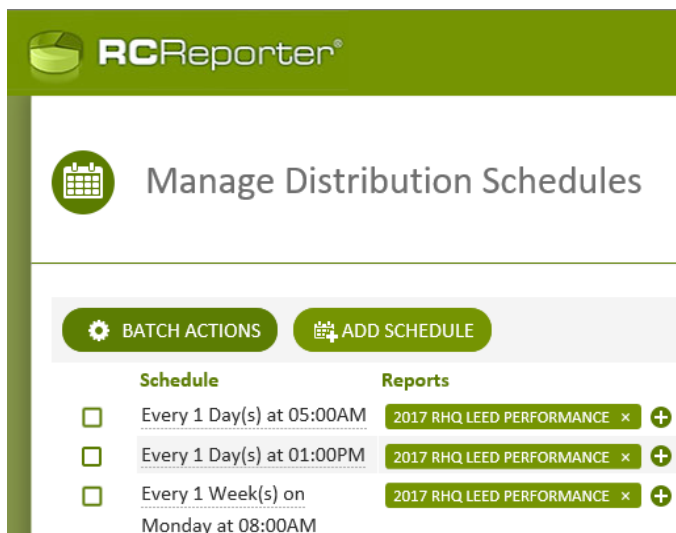 RCReporter®
Manage Distribution Schedules
BATCH ACTIONS ADD SCHEDULE
Schedule Reports
Every 1 Day(s) at 05:00AM 2017 RHQ LEED PERFORMANCE × +
Every 1 Day(s) at 01:00PM 2017 RHQ LEED PERFORMANCE × +
Every 1 Week(s) on 2017 RHQ LEED PERFORMANCE × +
Monday at 08:00AM